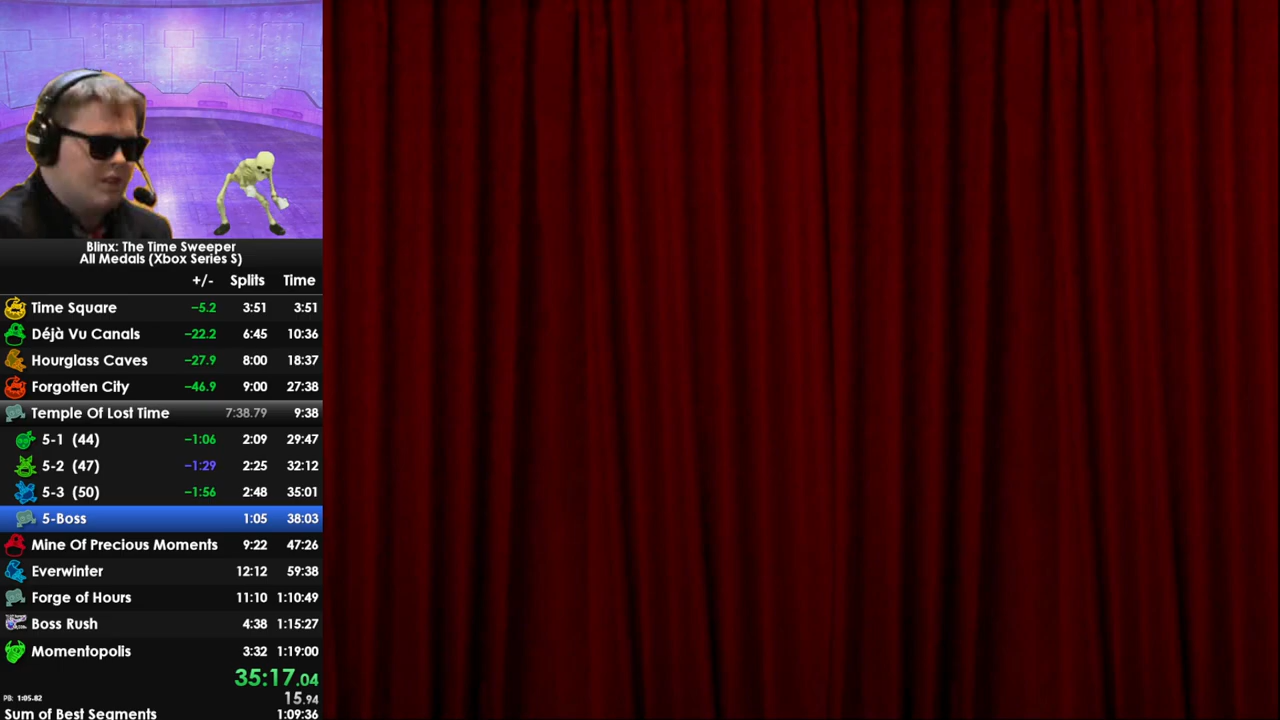 Blinx: The Time Sweeper
All Medals (Xbox Series S)
+/- Splits Time
Time Square −5.2 3:51 3:51
Déjà Vu Canals −22.2 6:45 10:36
Hourglass Caves −27.9 8:00 18:37
Forgotten City −46.9 9:00 27:38
Temple Of Lost Time 7:38.79 9:38
5-1 (44) −1:06 2:09 29:47
5-2 (47) −1:29 2:25 32:12
5-3 (50) −1:56 2:48 35:01
5-Boss 1:05 38:03
Mine Of Precious Moments 9:22 47:26
Everwinter 12:12 59:38
Forge of Hours 11:10 1:10:49
Boss Rush 4:38 1:15:27
Momentopolis 3:32 1:19:00
35:17.04
PB: 1:05.82 15.94
Sum of Best Segments 1:09:36